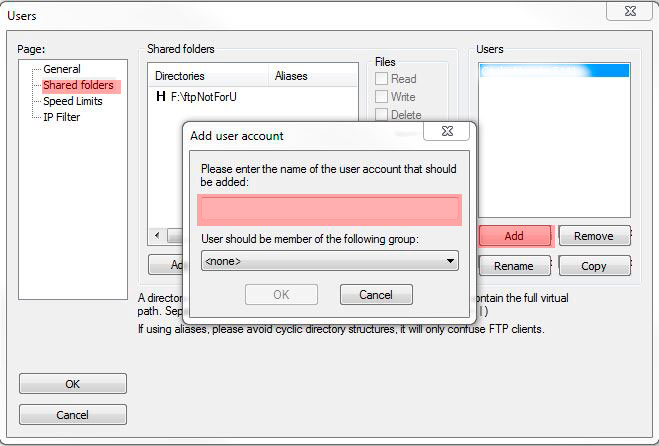 Users
Page:
General
Shared folders
Speed Limits
IP Filter
Shared folders
Directories Aliases
H F:\ftpNotForU
Files
Read
Write
Delete
Users
Add Remove
Rename Copy
Add user account
Please enter the name of the user account that should
be added:
User should be member of the following group:
<none>
OK Cancel
A director
ontain the full virtual
path. Sep
If using aliases, please avoid cyclic directory structures, it will only confuse FTP clients.
OK
Cancel